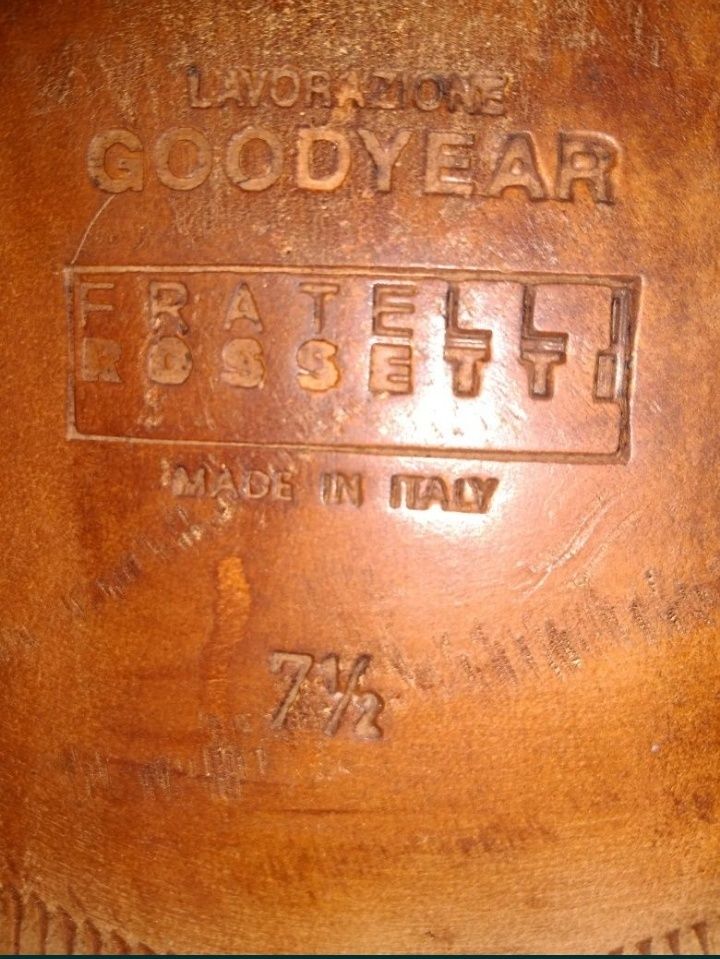 LAVORAZIONE
GOODYEAR
FRATELLI
ROSSETTI
MADE IN ITALY
7½